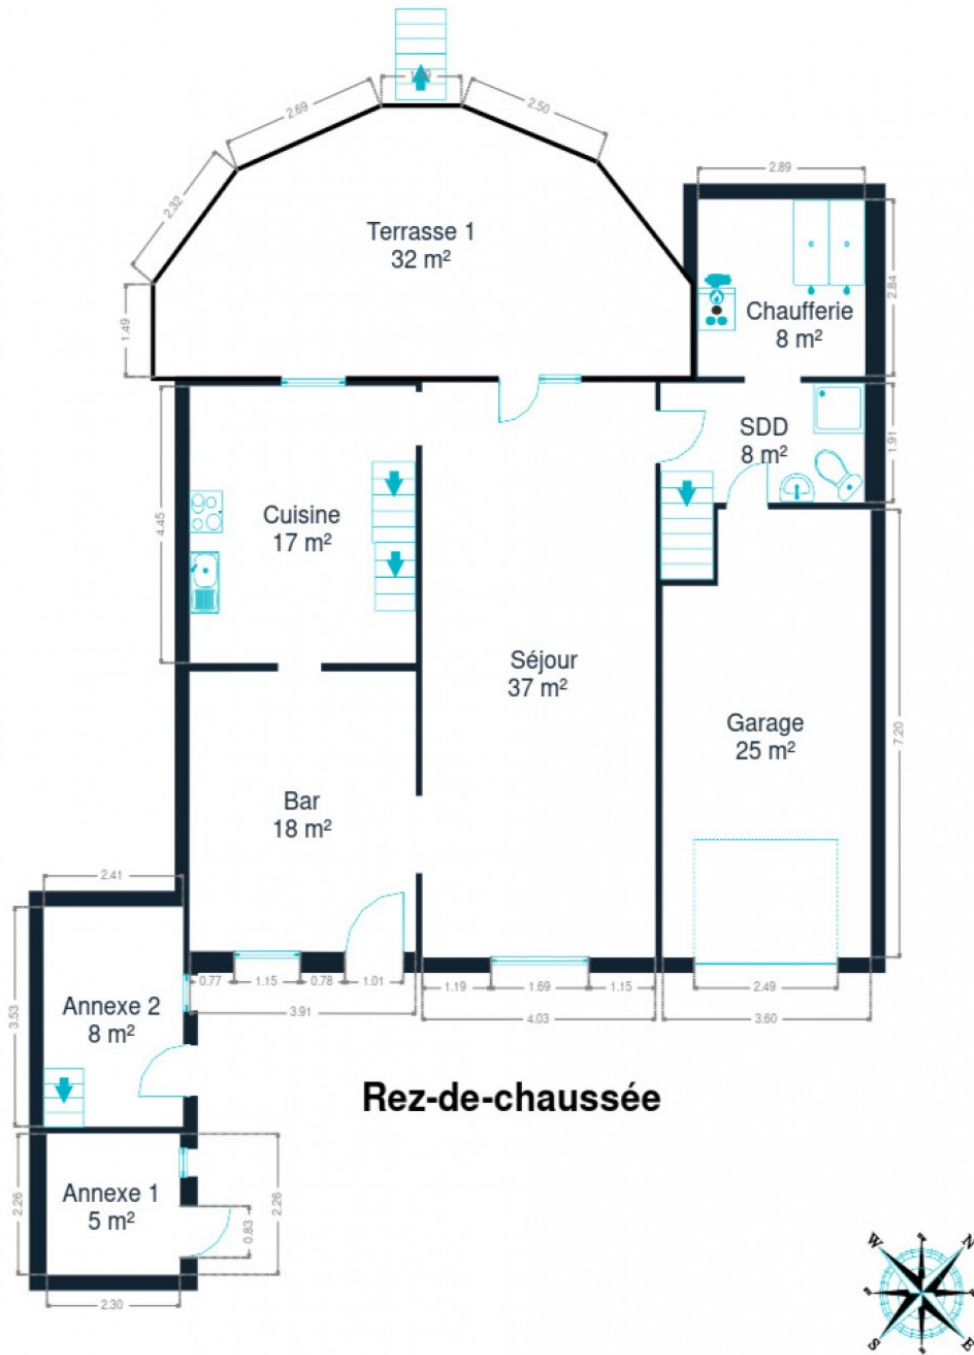 1.49
2.69
2.50
2.32
2.89
Terrasse 1
32 m²
2.84
Chaufferie
8 m²
1.49
SDD
8 m²
1.91
Cuisine
17 m²
4.45
Séjour
37 m²
Garage
25 m²
7.20
Bar
18 m²
2.41
0.77
1.15
0.78
1.01
1.19
1.69
1.15
2.49
3.91
4.03
3.60
Annexe 2
8 m²
3.53
Rez-de-chaussée
Annexe 1
5 m²
2.26
0.83
2.26
2.30
W
N
S
E